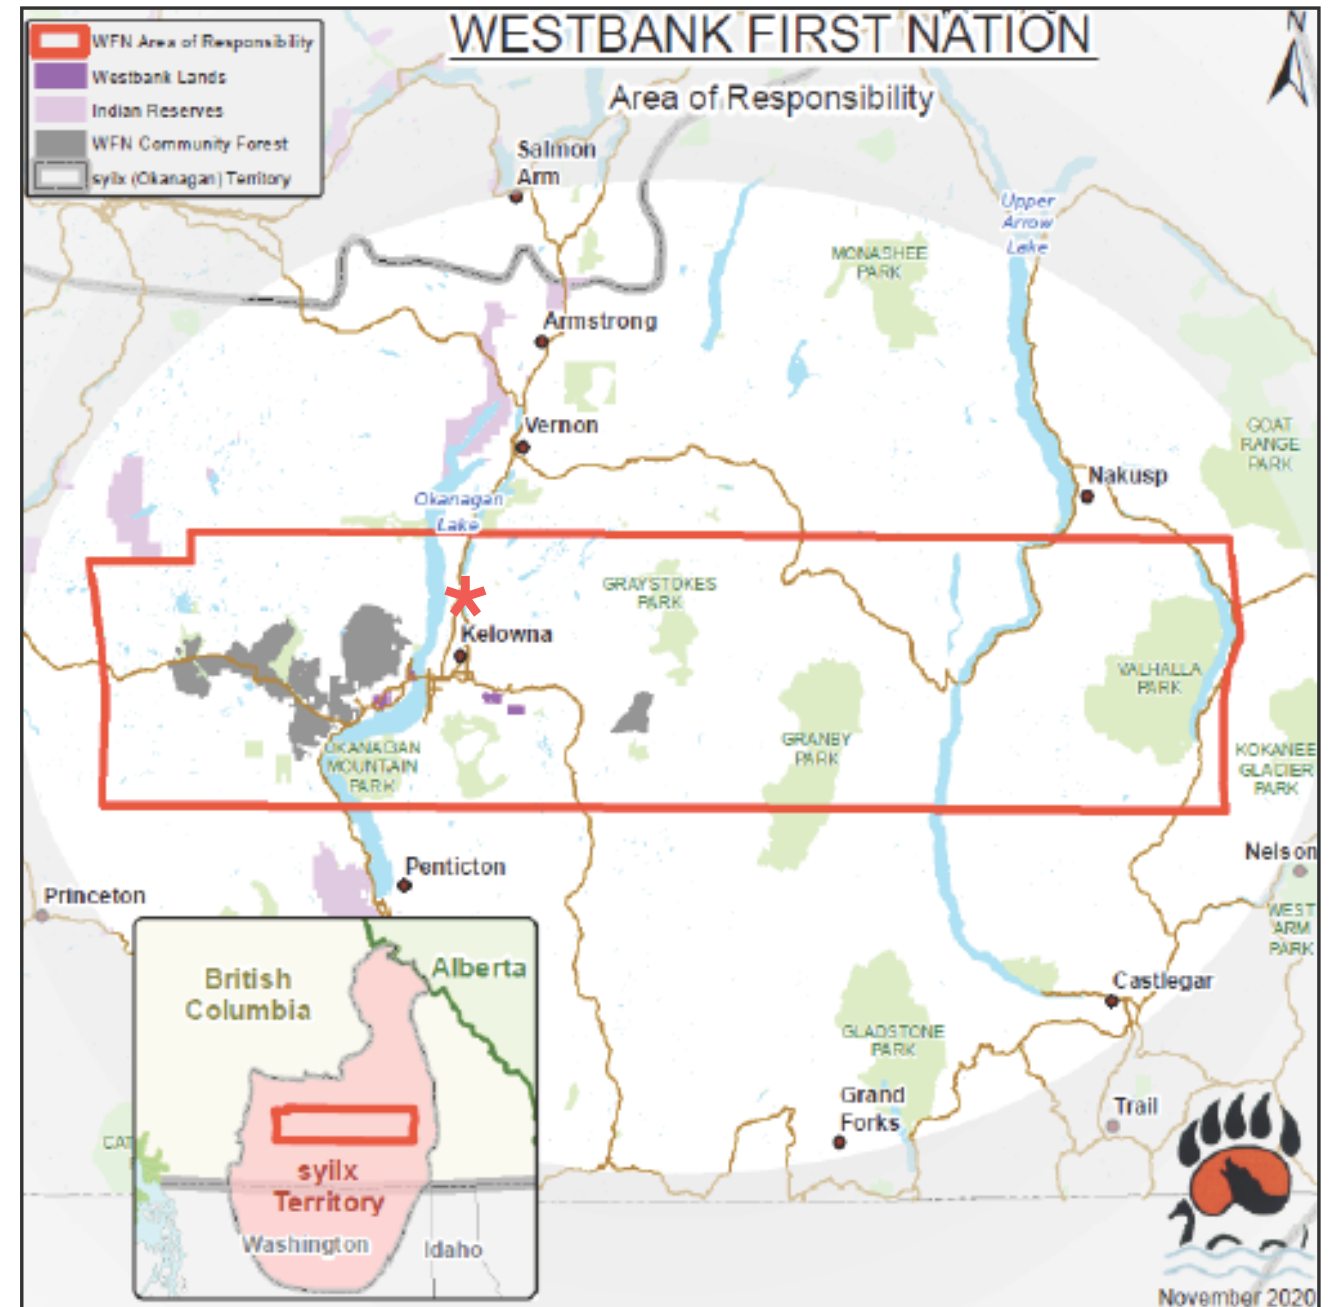 WESTBANK FIRST NATION
Area of Responsibility
N
WFN Area of Responsibility
Westbank Lands
Indian Reserves
WFN Community Forest
syilx (Okanagan) Territory
Salmon
Arm
Upper
Arrow
Lake
MONASHEE
PARK
Armstrong
Vernon
GOAT
RANGE
PARK
Nakusp
Okanagan
Lake
GRAYSTOKES
PARK
*
Kelowna
VALHALLA
PARK
OKANAGAN
MOUNTAIN
PARK
GRANBY
PARK
KOKANEE
GLACIER
PARK
Penticton
Nelson
Princeton
WEST
ARM
PARK
British
Columbia
Alberta
Castlegar
GLADSTONE
PARK
Grand
Forks
Trail
CAT
syilx
Territory
Washington
Idaho
November 2020